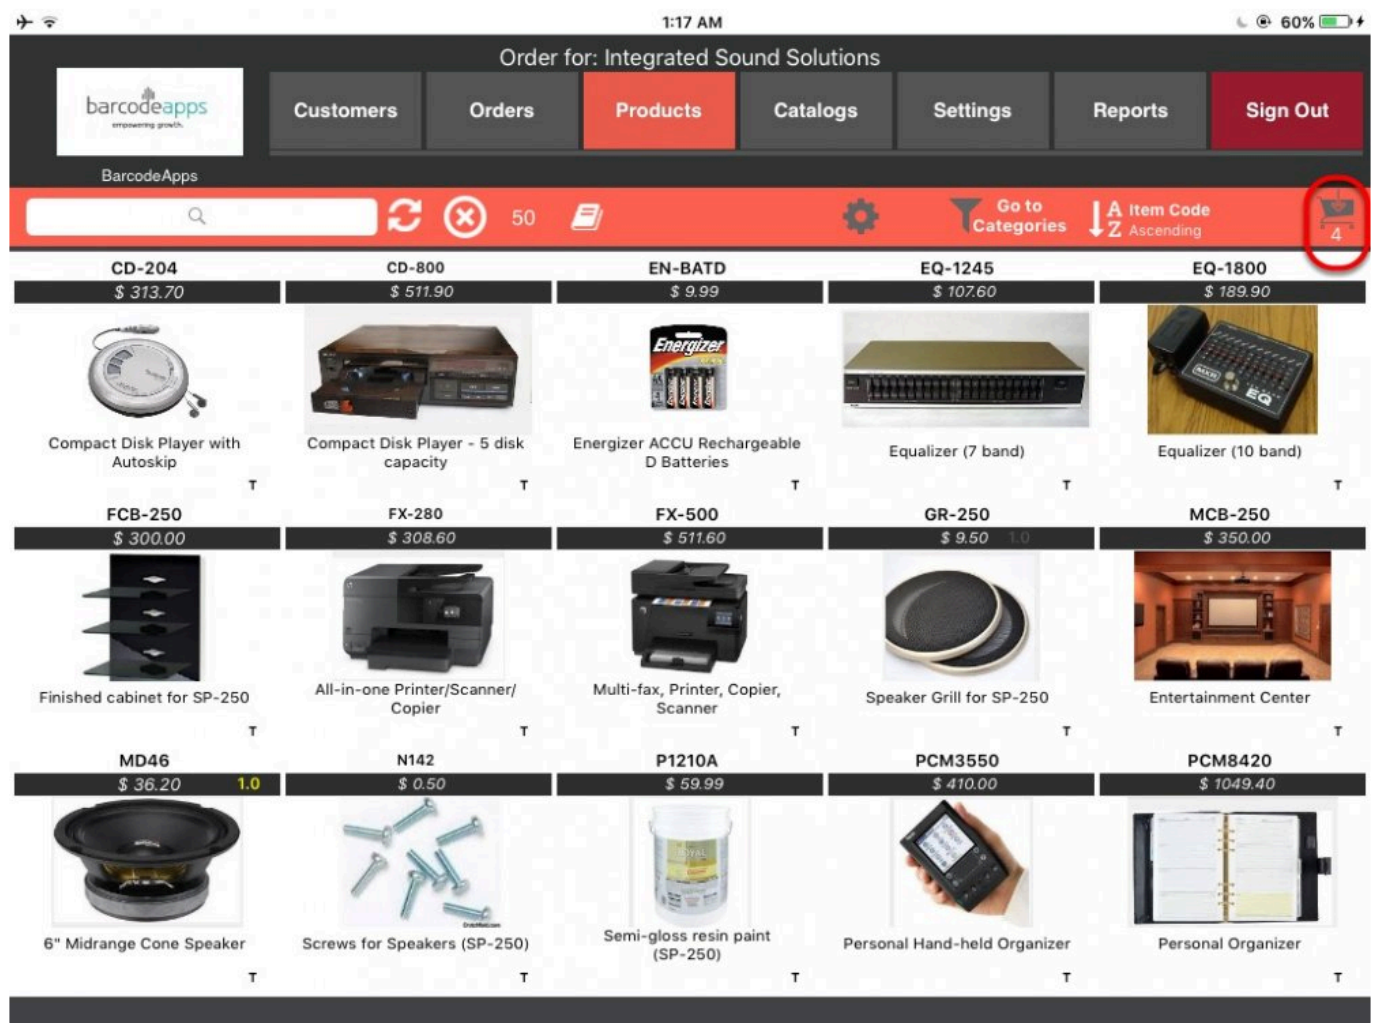 1:17 AM
60%
Order for: Integrated Sound Solutions
barcodeapps
empowering growth.
BarcodeApps
Customers
Orders
Products
Catalogs
Settings
Reports
Sign Out
50
Go to
Categories
A
Z
Item Code
Ascending
4
CD-204
CD-800
EN-BATD
EQ-1245
EQ-1800
$ 313.70
$ 511.90
$ 9.99
$ 107.60
$ 189.90
Energizer
MXR
EQ
Compact Disk Player with
Autoskip
Compact Disk Player - 5 disk
capacity
Energizer ACCU Rechargeable
D Batteries
Equalizer (7 band)
Equalizer (10 band)
T
T
T
T
T
FCB-250
FX-280
FX-500
GR-250
MCB-250
$ 300.00
$ 308.60
$ 511.60
$ 9.50 1.0
$ 350.00
Finished cabinet for SP-250
All-in-one Printer/Scanner/
Copier
Multi-fax, Printer, Copier,
Scanner
Speaker Grill for SP-250
Entertainment Center
T
T
T
T
T
MD46
N142
P1210A
PCM3550
PCM8420
$ 36.20 1.0
$ 0.50
$ 59.99
$ 410.00
$ 1049.40
ROYAL
6" Midrange Cone Speaker
Screws for Speakers (SP-250)
Semi-gloss resin paint
(SP-250)
Personal Hand-held Organizer
Personal Organizer
T
T
T
T
T